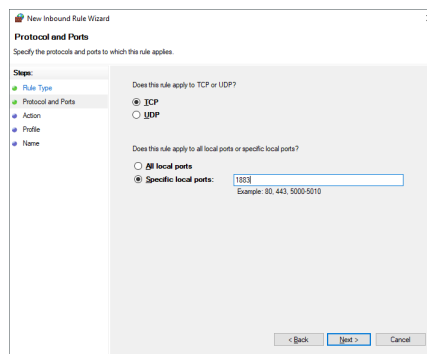 New Inbound Rule Wizard
Protocol and Ports
Specify the protocols and ports to which this rule applies.
Steps:
Rule Type
Protocol and Ports
Action
Profile
Name
Does this rule apply to TCP or UDP?
TCP
UDP
Does this rule apply to all local ports or specific local ports?
All local ports
Specific local ports:
1883
Example: 80, 443, 5000-5010
< Back
Next >
Cancel